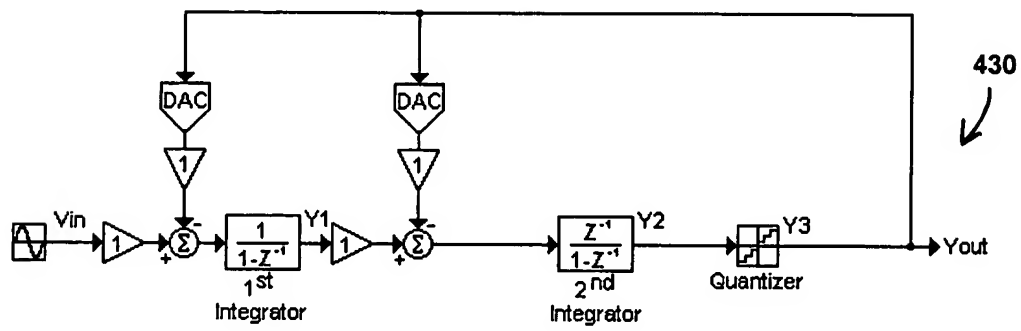 430
DAC
DAC
1
1
Vin
1
-
+
Σ
1
1-Z⁻¹
1st
Integrator
Y1
1
-
+
Σ
Z⁻¹
1-Z⁻¹
2nd
Integrator
Y2
Quantizer
Y3
Yout